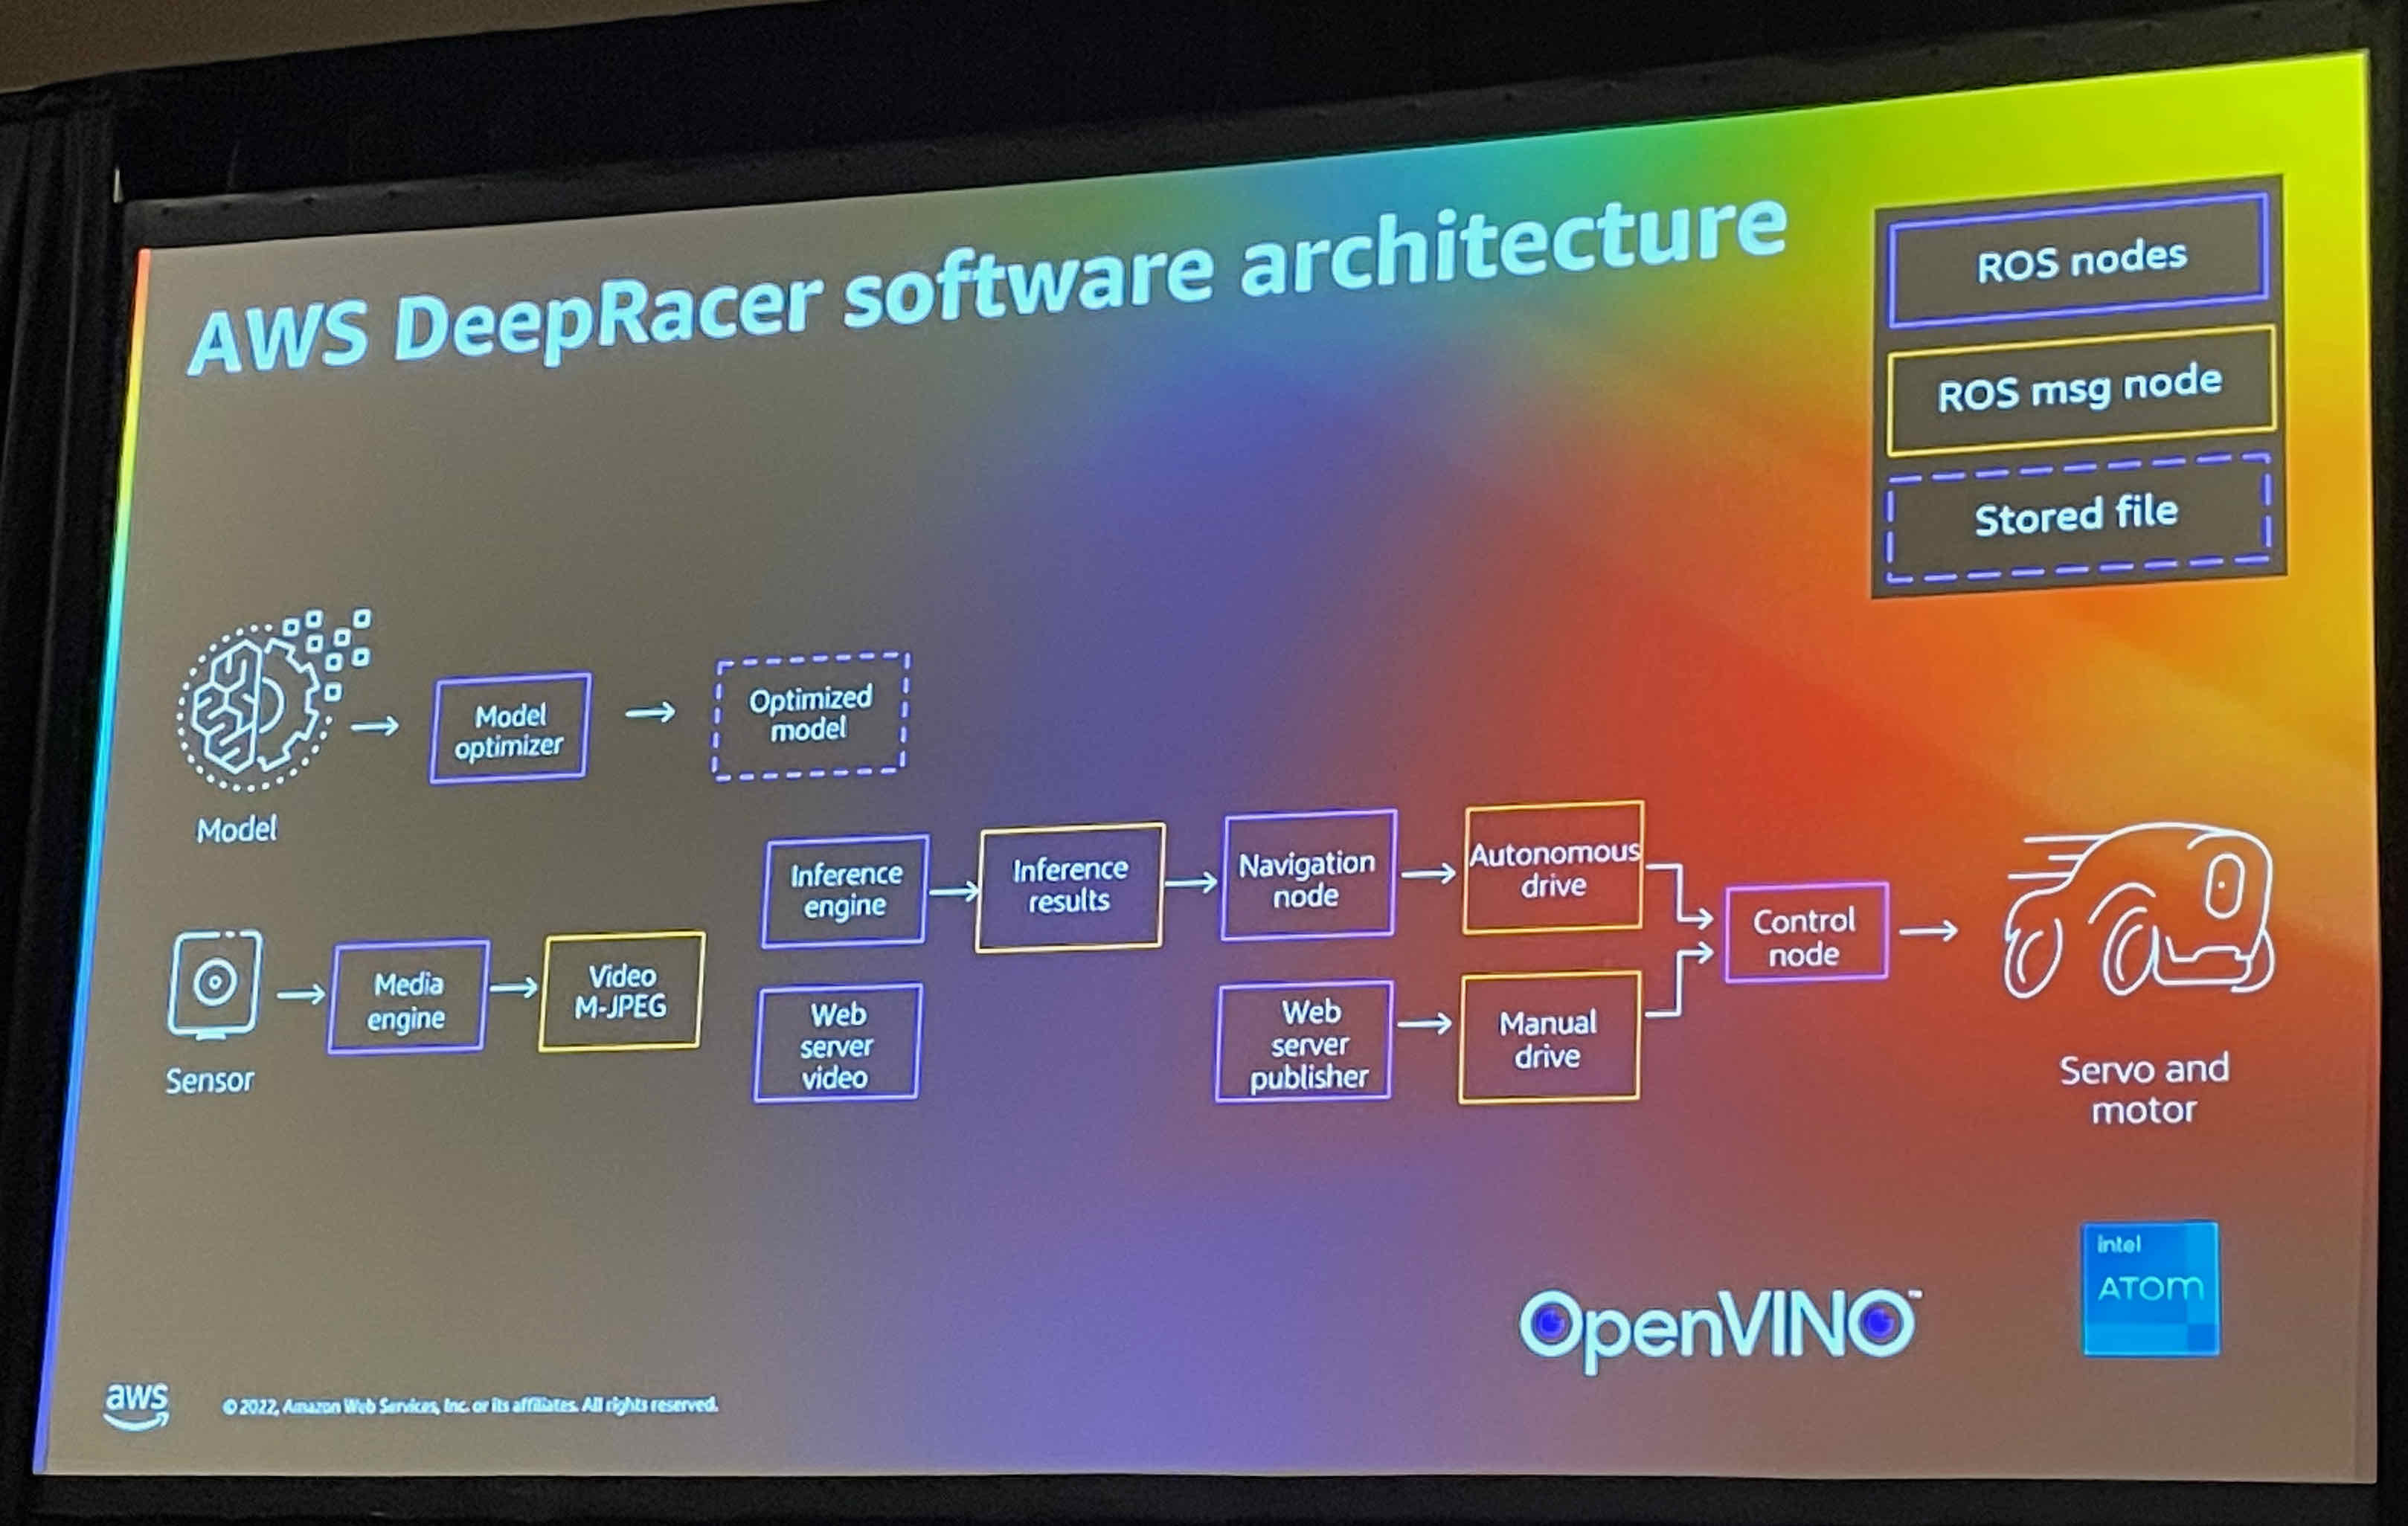 AWS DeepRacer software architecture
ROS nodes
ROS msg node
Stored file
Model
optimizer
Optimized
model
Model
Inference
engine
Inference
results
Navigation
node
Autonomous
drive
Control
node
Media
engine
Video
M-JPEG
Web
server
video
Web
server
publisher
Manual
drive
Sensor
Servo and
motor
OpenVINO™
intel
ATOM
aws
© 2022, Amazon Web Services, Inc. or its affiliates. All rights reserved.